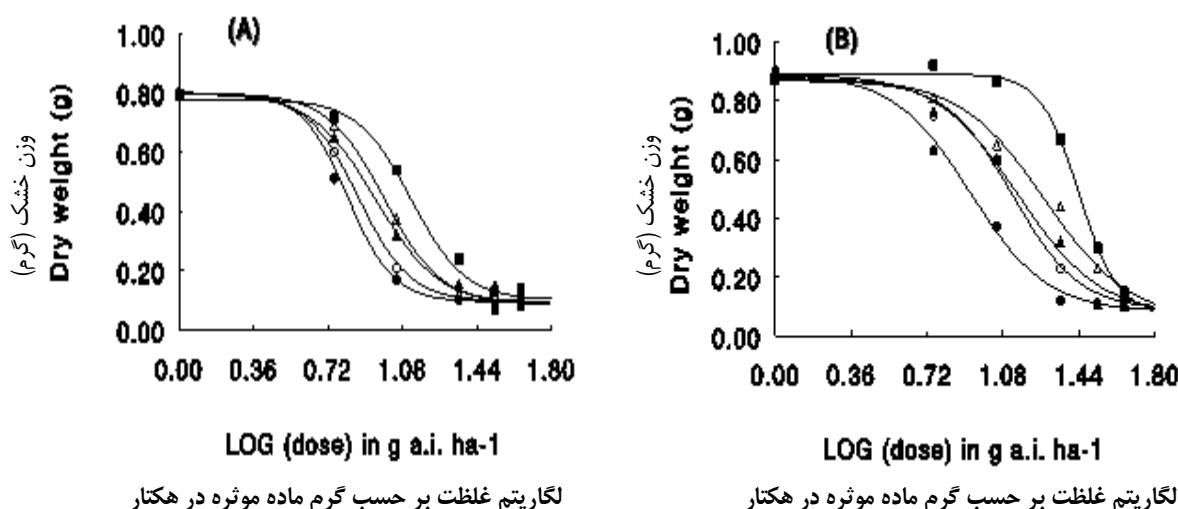 (A)
1.00
0.80
0.60
0.40
0.20
0.00
وزن خشک (گرم)
Dry weight (g)
0.00 0.36 0.72 1.08 1.44 1.80
LOG (dose) in g a.i. ha-1
لگاریتم غلظت بر حسب گرم ماده موثره در هکتار
(B)
1.00
0.80
0.60
0.40
0.20
0.00
وزن خشک (گرم)
Dry weight (g)
0.00 0.36 0.72 1.08 1.44 1.80
LOG (dose) in g a.i. ha-1
لگاریتم غلظت بر حسب گرم ماده موثره در هکتار